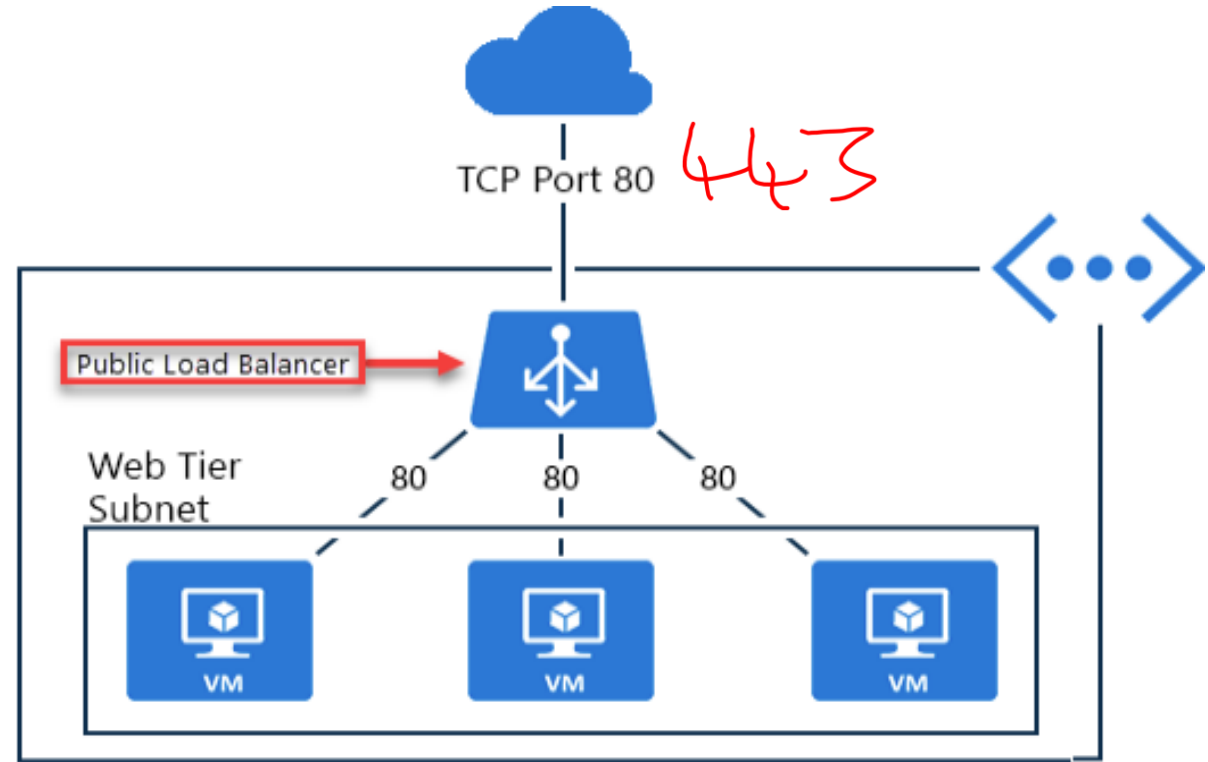 TCP Port 80 443
Public Load Balancer
Web Tier
Subnet
80 80 80
VM VM VM